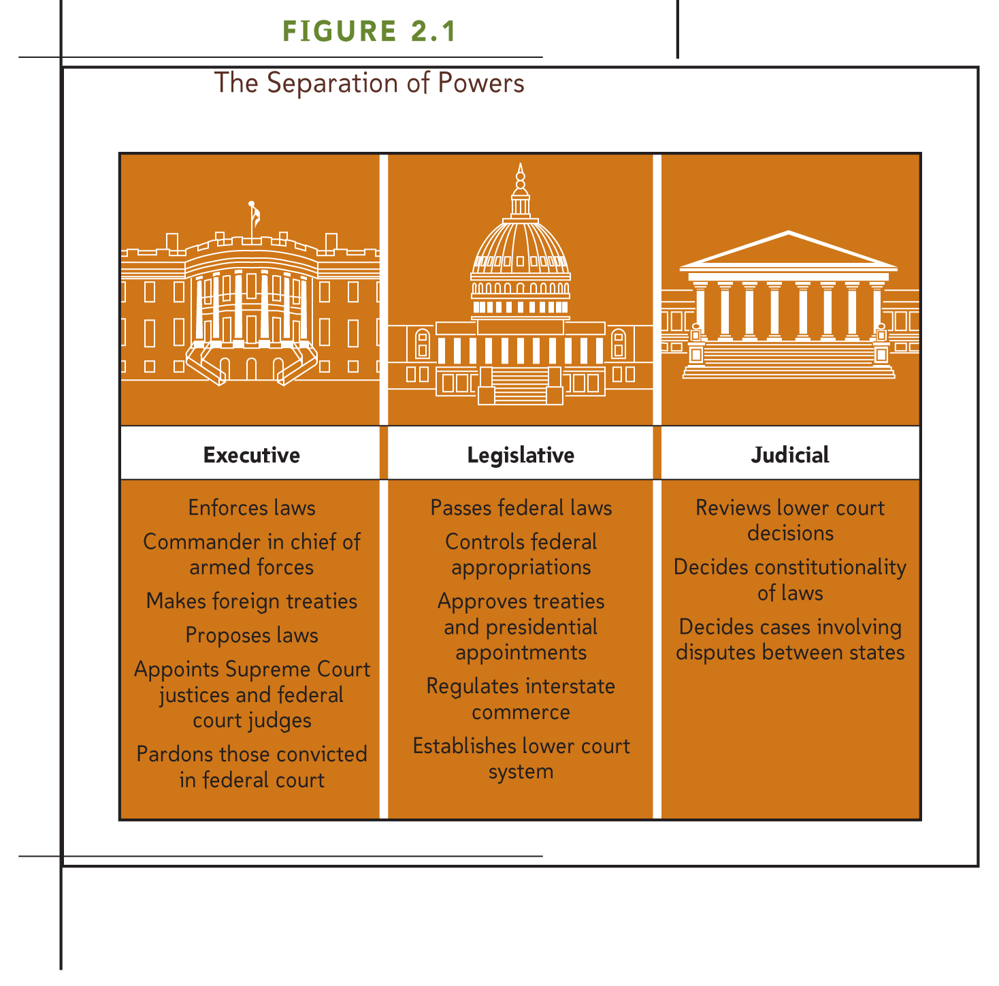 FIGURE 2.1
The Separation of Powers
Executive
Legislative
Judicial
Enforces laws
Commander in chief of
armed forces
Makes foreign treaties
Proposes laws
Appoints Supreme Court
justices and federal
court judges
Pardons those convicted
in federal court
Passes federal laws
Controls federal
appropriations
Approves treaties
and presidential
appointments
Regulates interstate
commerce
Establishes lower court
system
Reviews lower court
decisions
Decides constitutionality
of laws
Decides cases involving
disputes between states